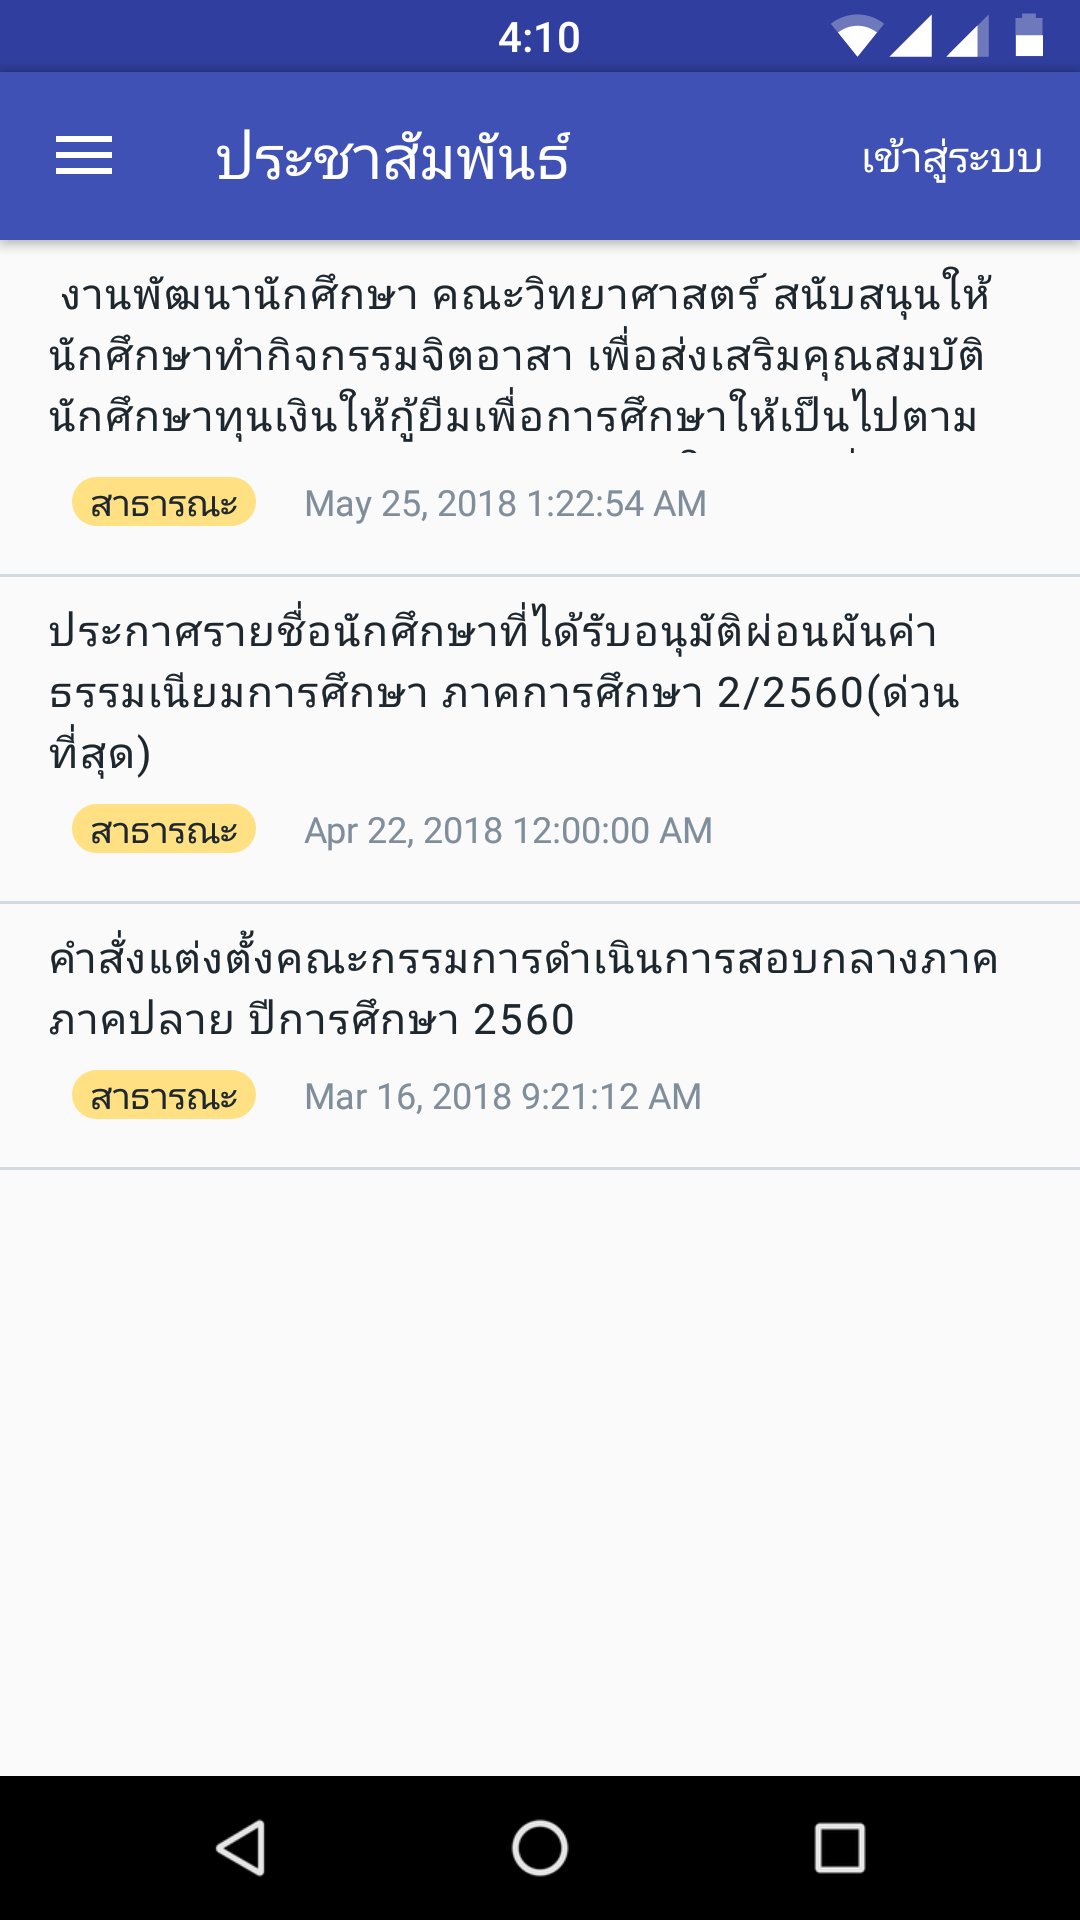 4:10
ประชาสัมพันธ์
เข้าสู่ระบบ
งานพัฒนานักศึกษา คณะวิทยาศาสตร์ สนับสนุนให้
นักศึกษาทำกิจกรรมจิตอาสา เพื่อส่งเสริมคุณสมบัติ
นักศึกษาทุนเงินให้กู้ยืมเพื่อการศึกษาให้เป็นไปตาม
สาธารณะ May 25, 2018 1:22:54 AM
ประกาศรายชื่อนักศึกษาที่ได้รับอนุมัติผ่อนผันค่า
ธรรมเนียมการศึกษา ภาคการศึกษา 2/2560(ด่วน
ที่สุด)
สาธารณะ Apr 22, 2018 12:00:00 AM
คำสั่งแต่งตั้งคณะกรรมการดำเนินการสอบกลางภาค
ภาคปลาย ปีการศึกษา 2560
สาธารณะ Mar 16, 2018 9:21:12 AM